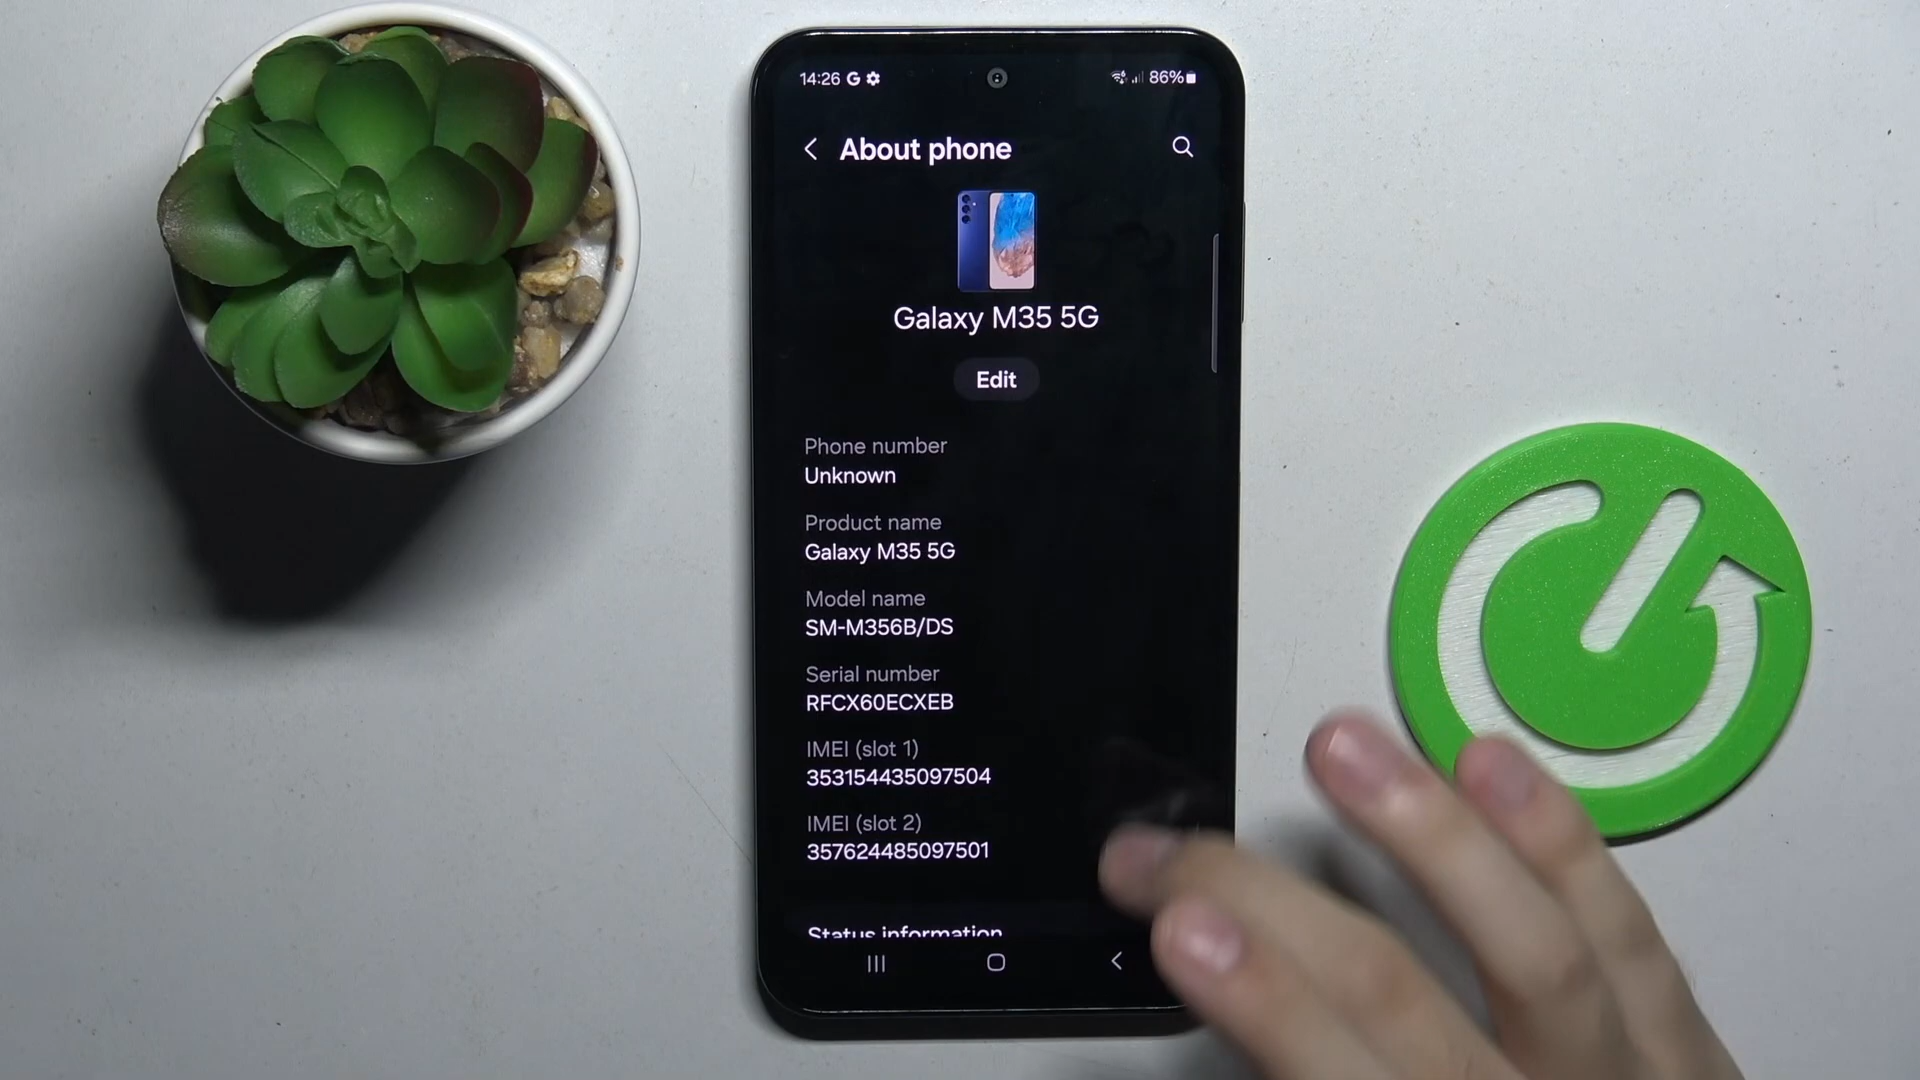 14:26 G 86%
About phone
Galaxy M35 5G
Edit
Phone number
Unknown
Product name
Galaxy M35 5G
Model name
SM-M356B/DS
Serial number
RFCX60ECXEB
IMEI (slot 1)
353154435097504
IMEI (slot 2)
357624485097501
Status information